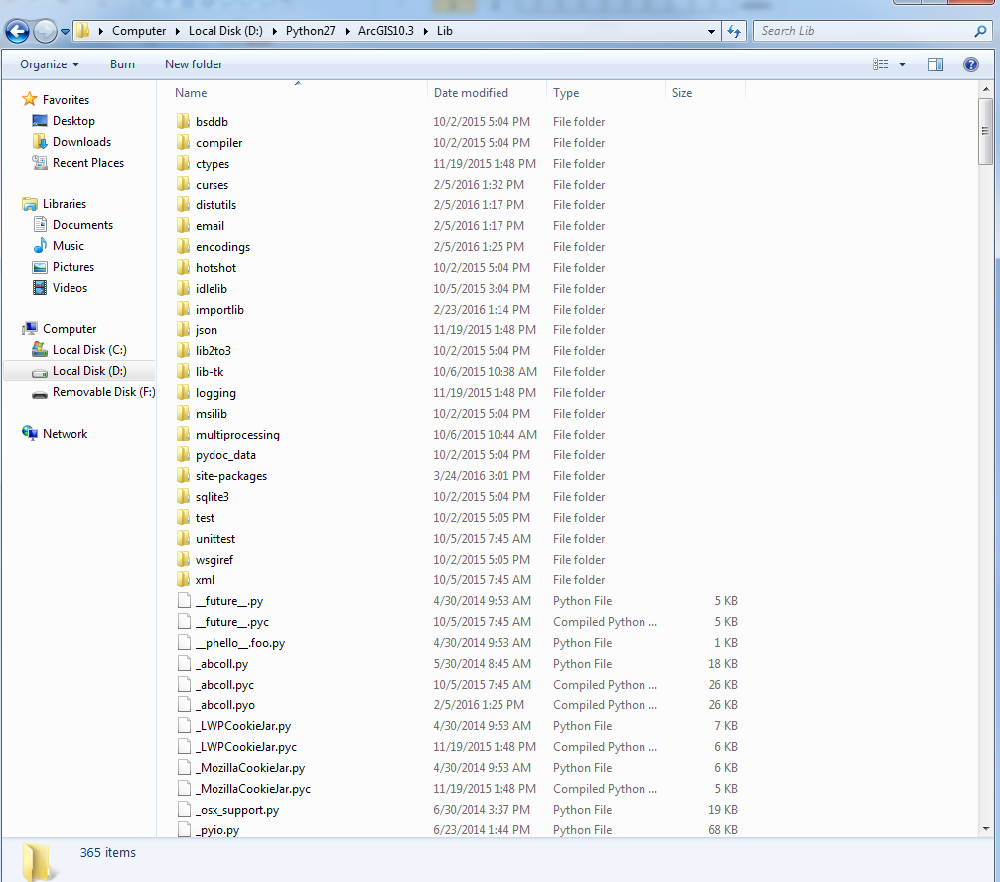 Computer ▸ Local Disk (D:) ▸ Python27 ▸ ArcGIS10.3 ▸ Lib
Search Lib
Organize Burn New folder
Favorites
Desktop
Downloads
Recent Places
Libraries
Documents
Music
Pictures
Videos
Computer
Local Disk (C:)
Local Disk (D:)
Removable Disk (F:)
Network
Name Date modified Type Size
bsddb 10/2/2015 5:04 PM File folder
compiler 10/2/2015 5:04 PM File folder
ctypes 11/19/2015 1:48 PM File folder
curses 2/5/2016 1:32 PM File folder
distutils 2/5/2016 1:17 PM File folder
email 2/5/2016 1:17 PM File folder
encodings 2/5/2016 1:25 PM File folder
hotshot 10/2/2015 5:04 PM File folder
idlelib 10/5/2015 3:04 PM File folder
importlib 2/23/2016 1:14 PM File folder
json 11/19/2015 1:48 PM File folder
lib2to3 10/2/2015 5:04 PM File folder
lib-tk 10/6/2015 10:38 AM File folder
logging 11/19/2015 1:48 PM File folder
msilib 10/2/2015 5:04 PM File folder
multiprocessing 10/6/2015 10:44 AM File folder
pydoc_data 10/2/2015 5:04 PM File folder
site-packages 3/24/2016 3:01 PM File folder
sqlite3 10/2/2015 5:04 PM File folder
test 10/2/2015 5:05 PM File folder
unittest 10/5/2015 7:45 AM File folder
wsgiref 10/2/2015 5:05 PM File folder
xml 10/5/2015 7:45 AM File folder
__future__.py 4/30/2014 9:53 AM Python File 5 KB
__future__.pyc 10/5/2015 7:45 AM Compiled Python ... 5 KB
__phello__.foo.py 4/30/2014 9:53 AM Python File 1 KB
_abcoll.py 5/30/2014 8:45 AM Python File 18 KB
_abcoll.pyc 10/5/2015 7:45 AM Compiled Python ... 26 KB
_abcoll.pyo 2/5/2016 1:25 PM Compiled Python ... 26 KB
_LWPCookieJar.py 4/30/2014 9:53 AM Python File 7 KB
_LWPCookieJar.pyc 11/19/2015 1:48 PM Compiled Python ... 6 KB
_MozillaCookieJar.py 4/30/2014 9:53 AM Python File 6 KB
_MozillaCookieJar.pyc 11/19/2015 1:48 PM Compiled Python ... 5 KB
_osx_support.py 6/30/2014 3:37 PM Python File 19 KB
_pyio.py 6/23/2014 1:44 PM Python File 68 KB
365 items